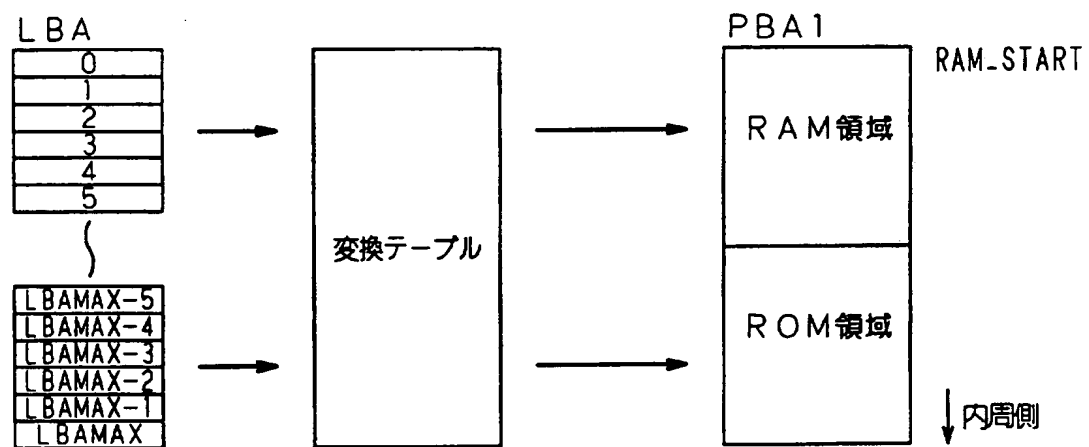 LBA
0
1
2
3
4
5
LBAMAX-5
LBAMAX-4
LBAMAX-3
LBAMAX-2
LBAMAX-1
LBAMAX
変換テーブル
PBA1
RAM_START
RAM領域
ROM領域
内周側